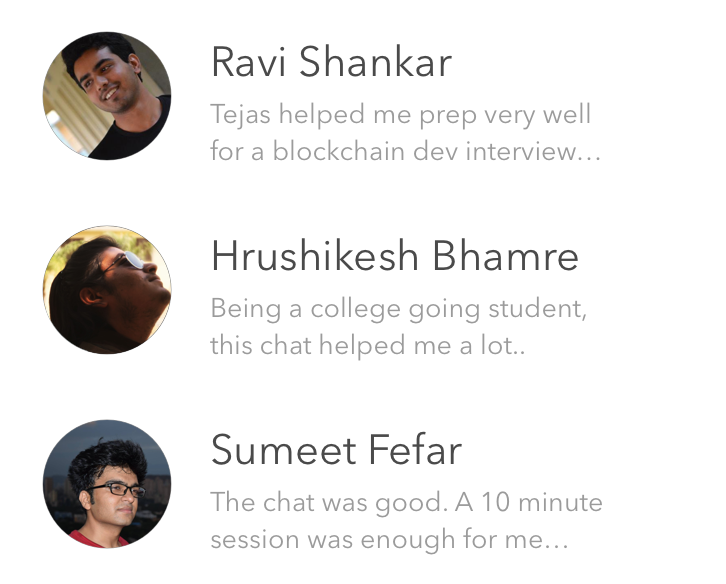 Ravi Shankar
Tejas helped me prep very well
for a blockchain dev interview...
Hrushikesh Bhamre
Being a college going student,
this chat helped me a lot..
Sumeet Fefar
The chat was good. A 10 minute
session was enough for me...